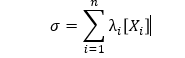 σ = ∑_{i=1}^{n} λ_i[X_i]